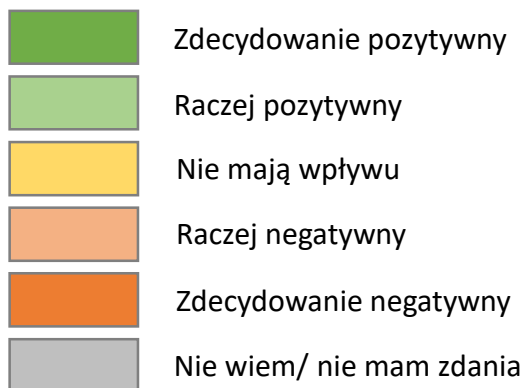 Zdecydowanie pozytywny
Raczej pozytywny
Nie mają wpływu
Raczej negatywny
Zdecydowanie negatywny
Nie wiem/ nie mam zdania